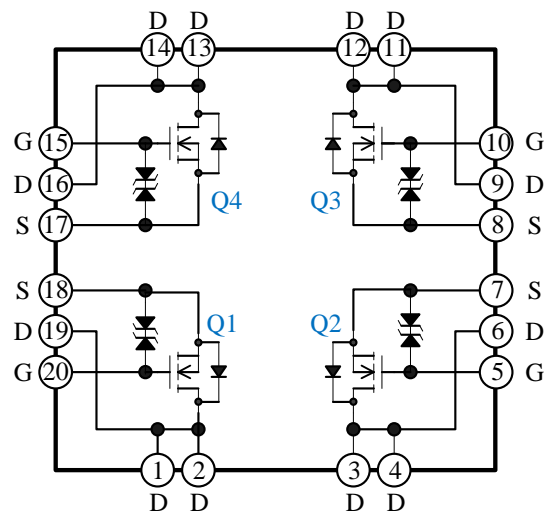 D D D D
14 13 12 11
G 15 10 G
D 16 9 D
S 17 Q4 Q3 8 S
S 18 7 S
D 19 Q1 Q2 6 D
G 20 5 G
1 2 3 4
D D D D